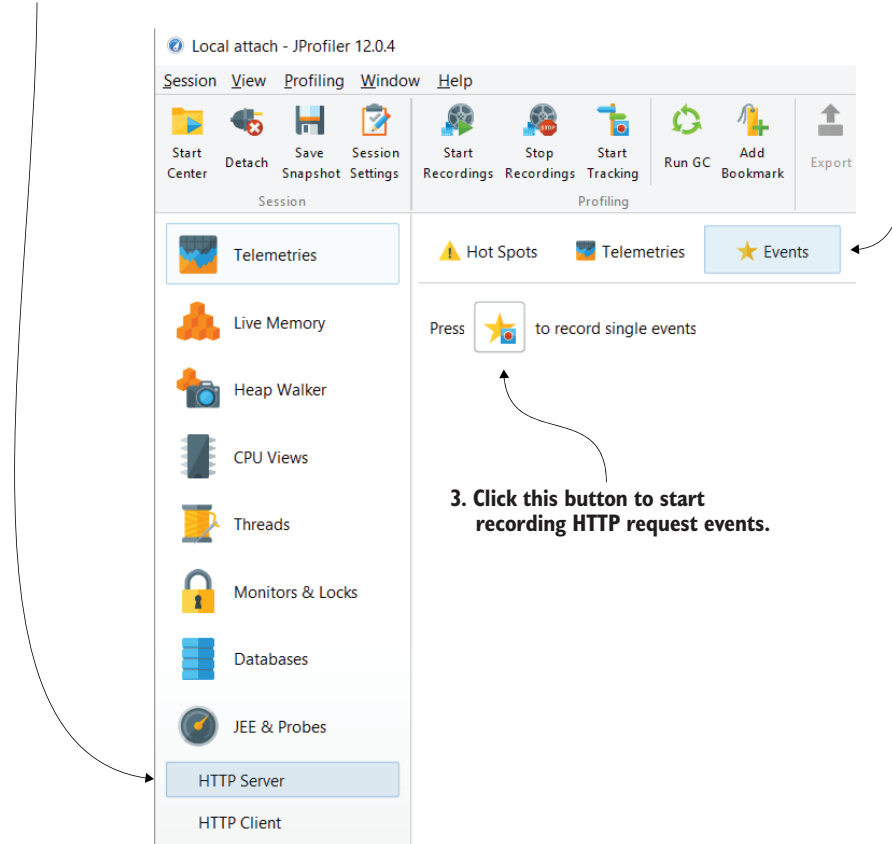 Local attach - JProfiler 12.0.4
Session View Profiling Window Help
Start Center
Detach
Save Snapshot
Session Settings
Start Recordings
Stop Recordings
Start Tracking
Run GC
Add Bookmark
Export
Session
Profiling
Telemetries
Live Memory
Heap Walker
CPU Views
Threads
Monitors & Locks
Databases
JEE & Probes
HTTP Server
HTTP Client
Hot Spots Telemetries Events
Press to record single events
3. Click this button to start
recording HTTP request events.